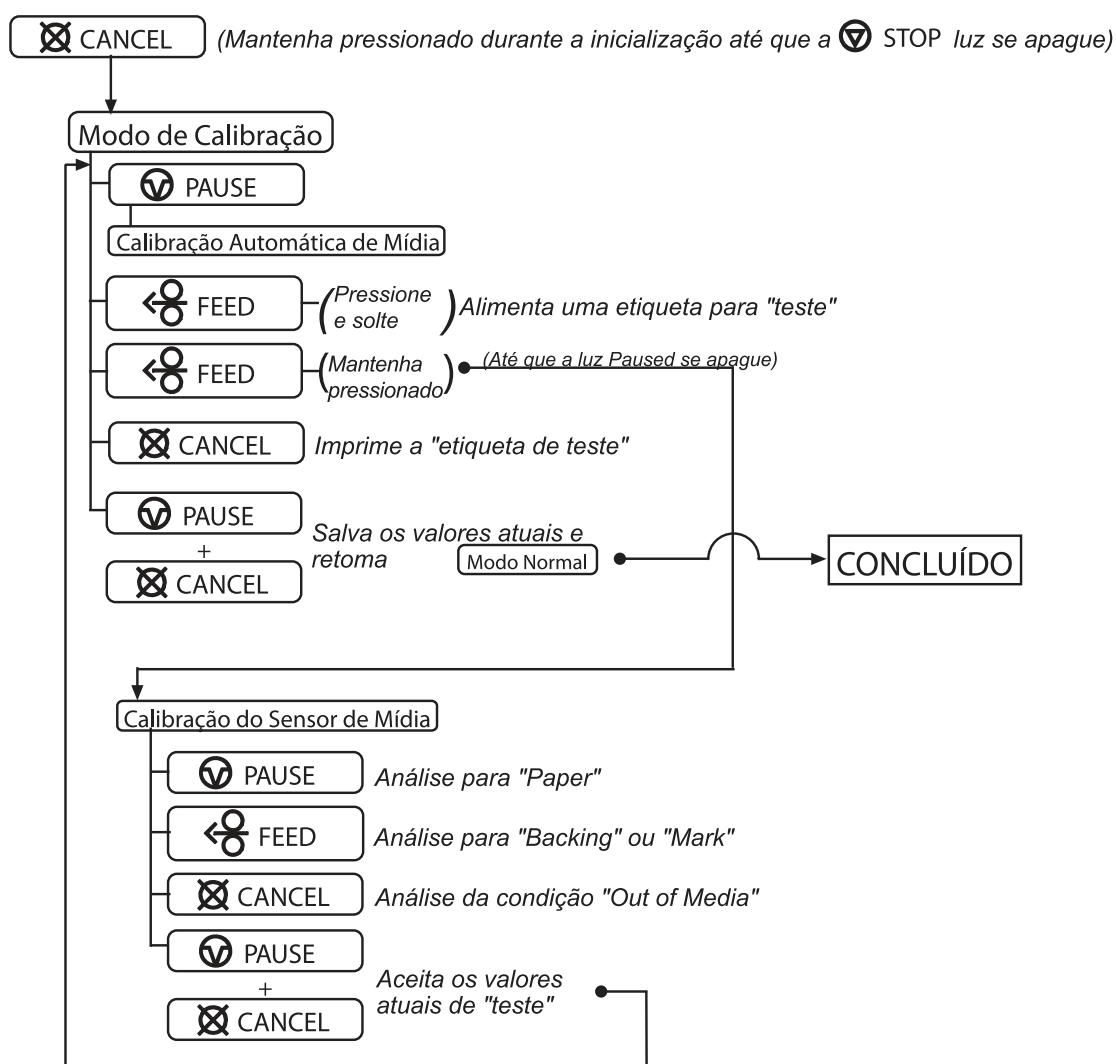 CANCEL (Mantenha pressionado durante a inicialização até que a STOP luz se apague)
Modo de Calibração
PAUSE
Calibração Automática de Mídia
FEED (Pressione
e solte) Alimenta uma etiqueta para "teste"
FEED (Mantenha
pressionado) (Até que a luz Paused se apague)
CANCEL Imprime a "etiqueta de teste"
PAUSE
+
CANCEL
Salva os valores atuais e
retoma Modo Normal
CONCLUÍDO
Calibração do Sensor de Mídia
PAUSE Análise para "Paper"
FEED Análise para "Backing" ou "Mark"
CANCEL Análise da condição "Out of Media"
PAUSE
+
CANCEL
Aceita os valores
atuais de "teste"